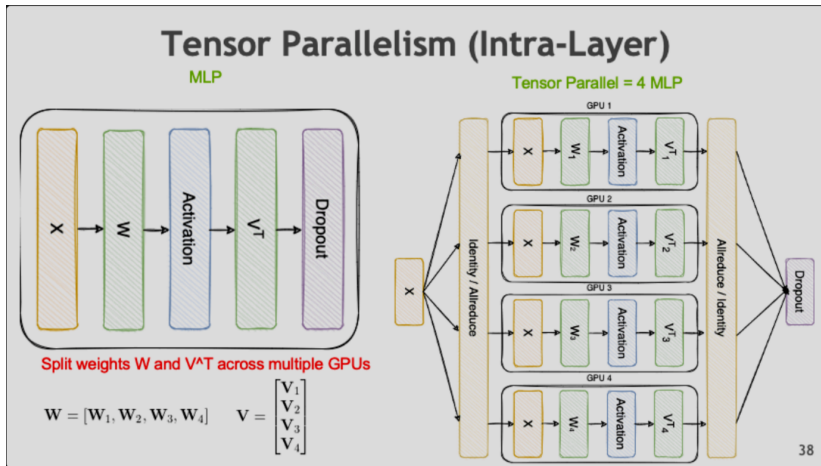 Tensor Parallelism (Intra-Layer)
MLP
X
W
Activation
V^T
Dropout
Split weights W and V^T across multiple GPUs
W = [W₁, W₂, W₃, W₄]
V = [V₁
V₂
V₃
V₄]
Tensor Parallel = 4 MLP
X
Identity / Allreduce
GPU 1
X
W₁
Activation
V^T₁
GPU 2
X
W₂
Activation
V^T₂
GPU 3
X
W₃
Activation
V^T₃
GPU 4
X
W₄
Activation
V^T₄
Allreduce / Identity
Dropout
38